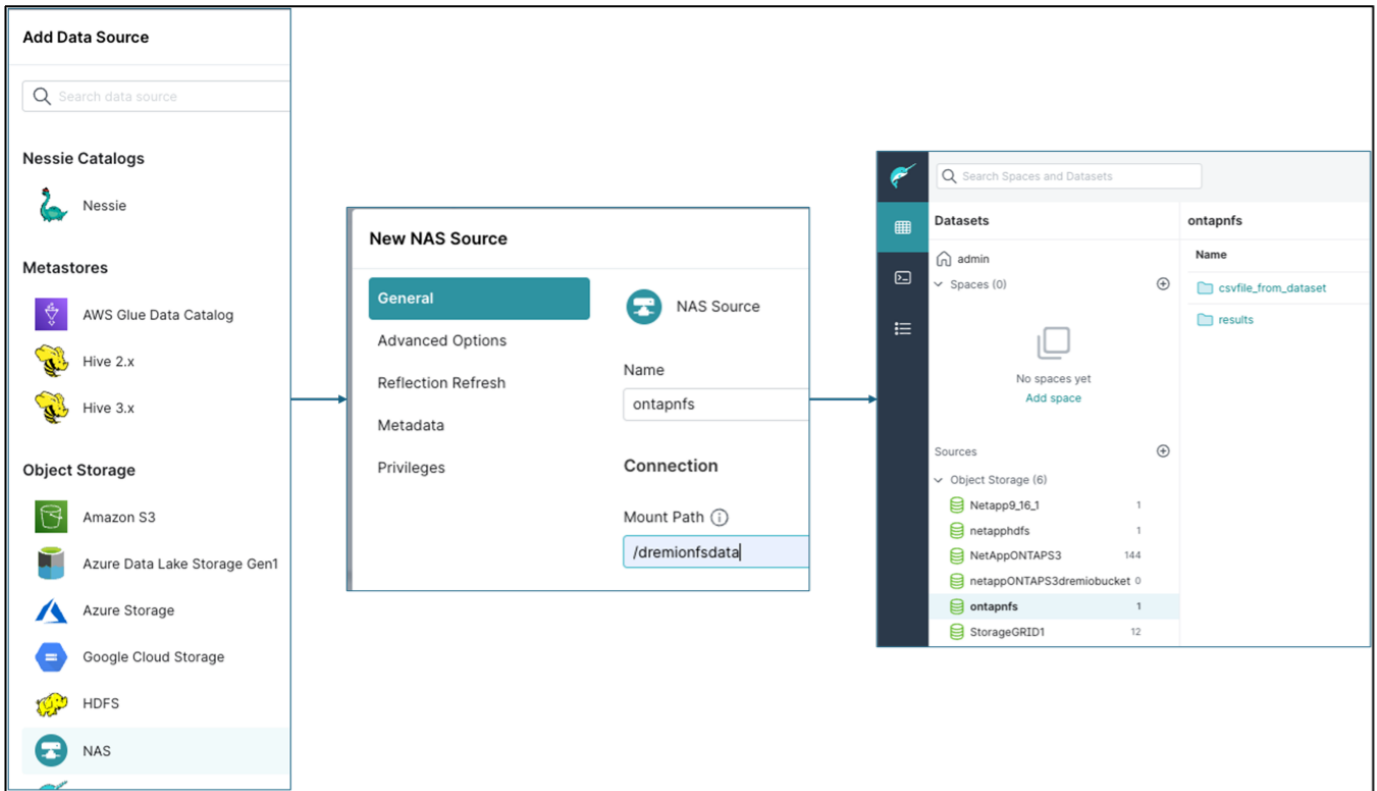 Add Data Source
Search data source
Nessie Catalogs
Nessie
Metastores
AWS Glue Data Catalog
Hive 2.x
Hive 3.x
Object Storage
Amazon S3
Azure Data Lake Storage Gen1
Azure Storage
Google Cloud Storage
HDFS
NAS
New NAS Source
General
Advanced Options
Reflection Refresh
Metadata
Privileges
NAS Source
Name
ontapnfs
Connection
Mount Path
/dremionfsdata
Search Spaces and Datasets
Datasets
admin
Spaces (0)
No spaces yet
Add space
Sources
Object Storage (6)
Netapp9_16_1 1
netapphdfs 1
NetAppONTAPS3 144
netappONTAPS3dremiobucket 0
ontapnfs 1
StorageGRID1 12
ontapnfs
Name
csvfile_from_dataset
results